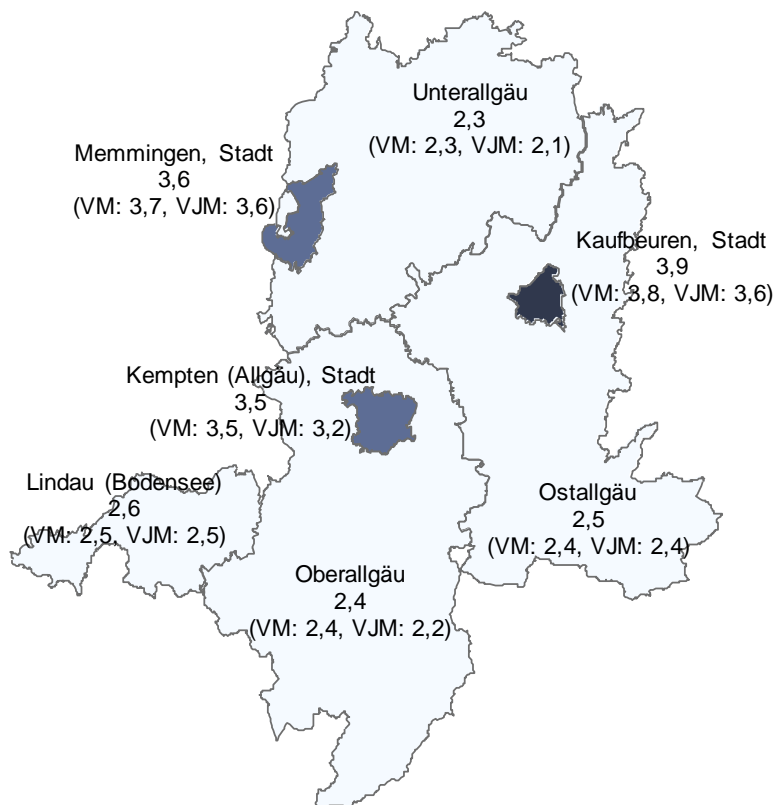 Unterallgäu
2,3
(VM: 2,3, VJM: 2,1)
Memmingen, Stadt
3,6
(VM: 3,7, VJM: 3,6)
Kaufbeuren, Stadt
3,9
(VM: 3,8, VJM: 3,6)
Kempten (Allgäu), Stadt
3,5
(VM: 3,5, VJM: 3,2)
Lindau (Bodensee)
2,6
(VM: 2,5, VJM: 2,5)
Ostallgäu
2,5
(VM: 2,4, VJM: 2,4)
Oberallgäu
2,4
(VM: 2,4, VJM: 2,2)